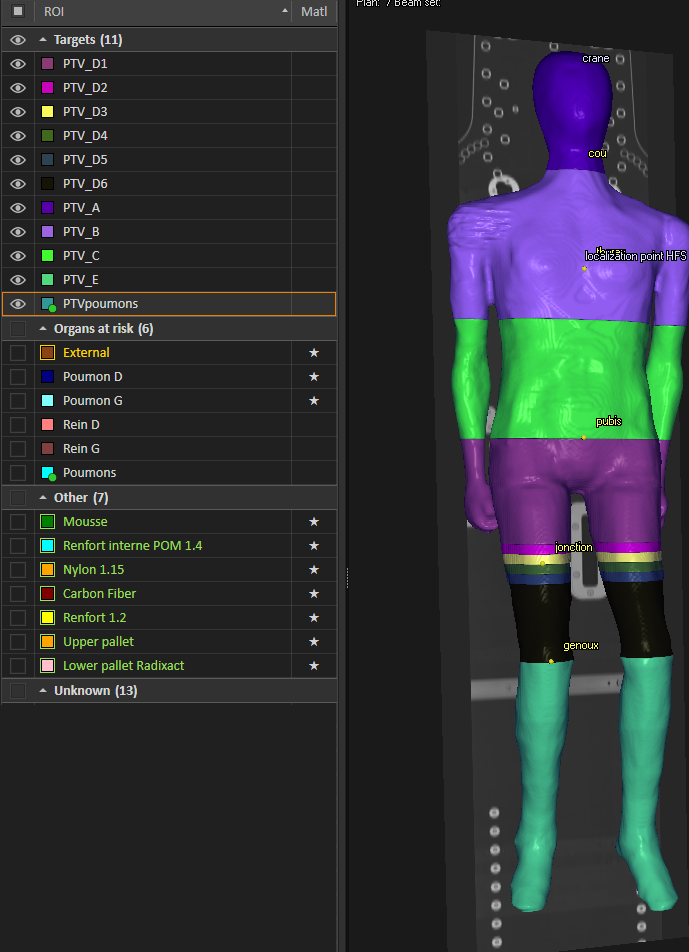 ROI Matl
Targets (11)
PTV_D1
PTV_D2
PTV_D3
PTV_D4
PTV_D5
PTV_D6
PTV_A
PTV_B
PTV_C
PTV_E
PTVpoumons
Organs at risk (6)
External
Poumon D
Poumon G
Rein D
Rein G
Poumons
Other (7)
Mousse
Renfort interne POM 1.4
Nylon 1.15
Carbon Fiber
Renfort 1.2
Upper pallet
Lower pallet Radixact
Unknown (13)
Plan: 7 Beam set:
crane
cou
localization point HFS
pubis
jonction
genoux